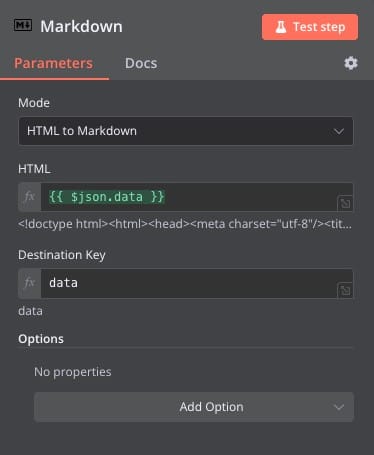 Markdown
Test step
Parameters
Docs
Mode
HTML to Markdown
HTML
fx {{ $json.data }}
<!doctype html><html><head><meta charset="utf-8"/><tit...
Destination Key
fx data
data
Options
No properties
Add Option